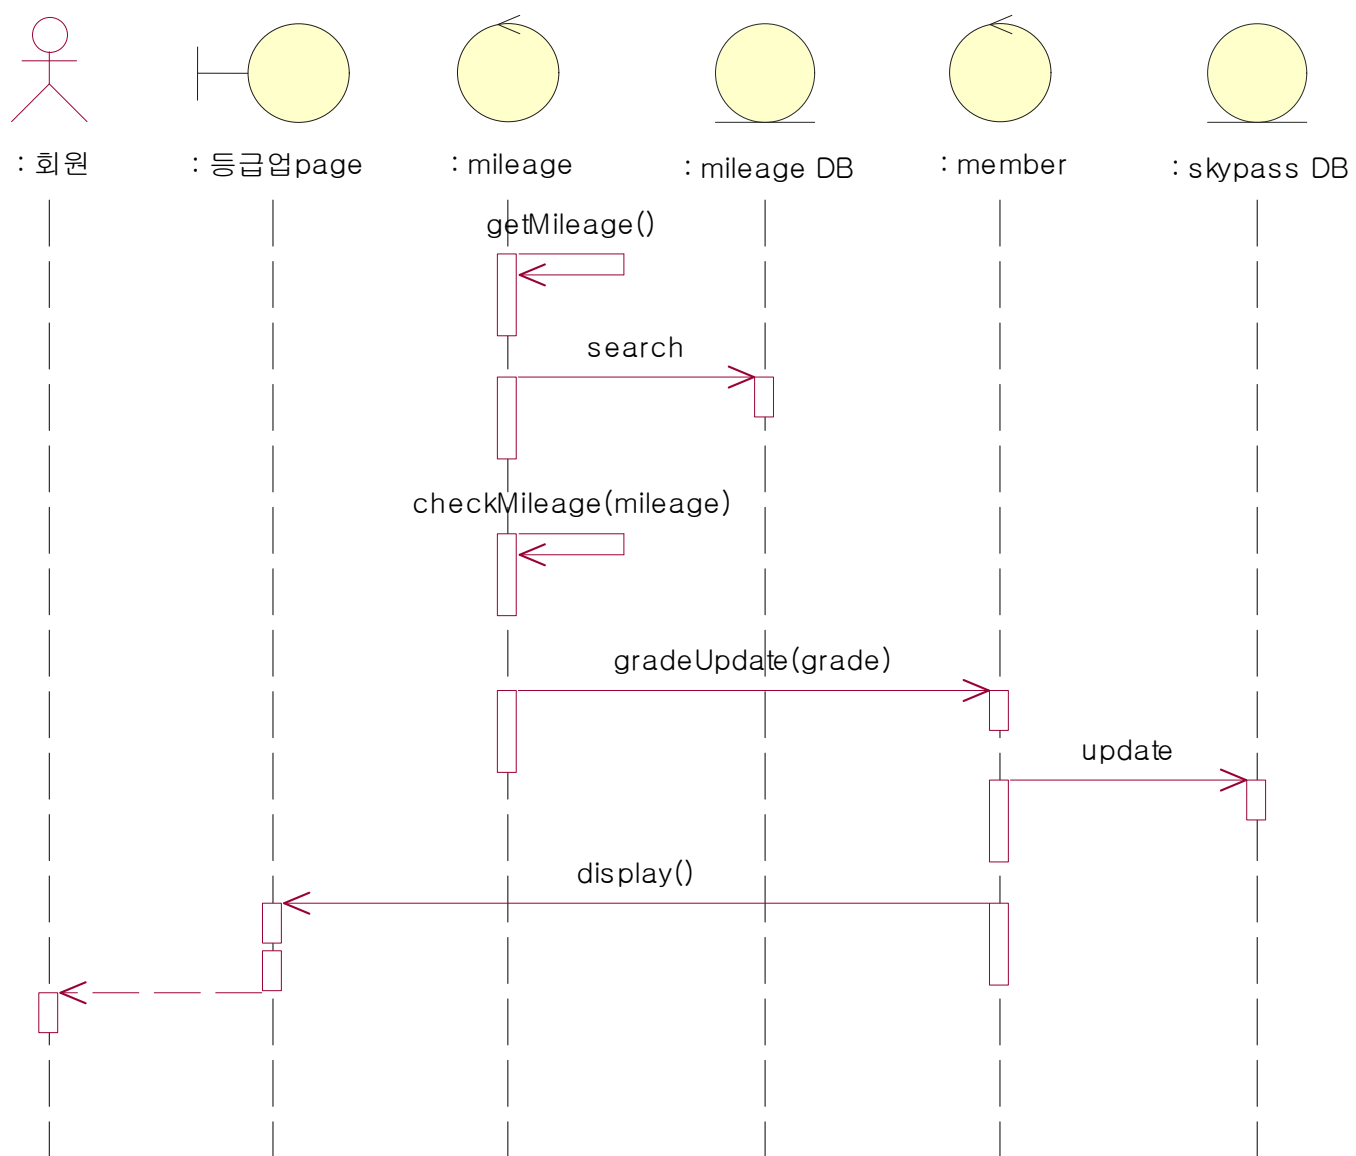 : 회원
: 등급업page
: mileage
: mileage DB
: member
: skypass DB
getMileage()
search
checkMileage(mileage)
gradeUpdate(grade)
update
display()